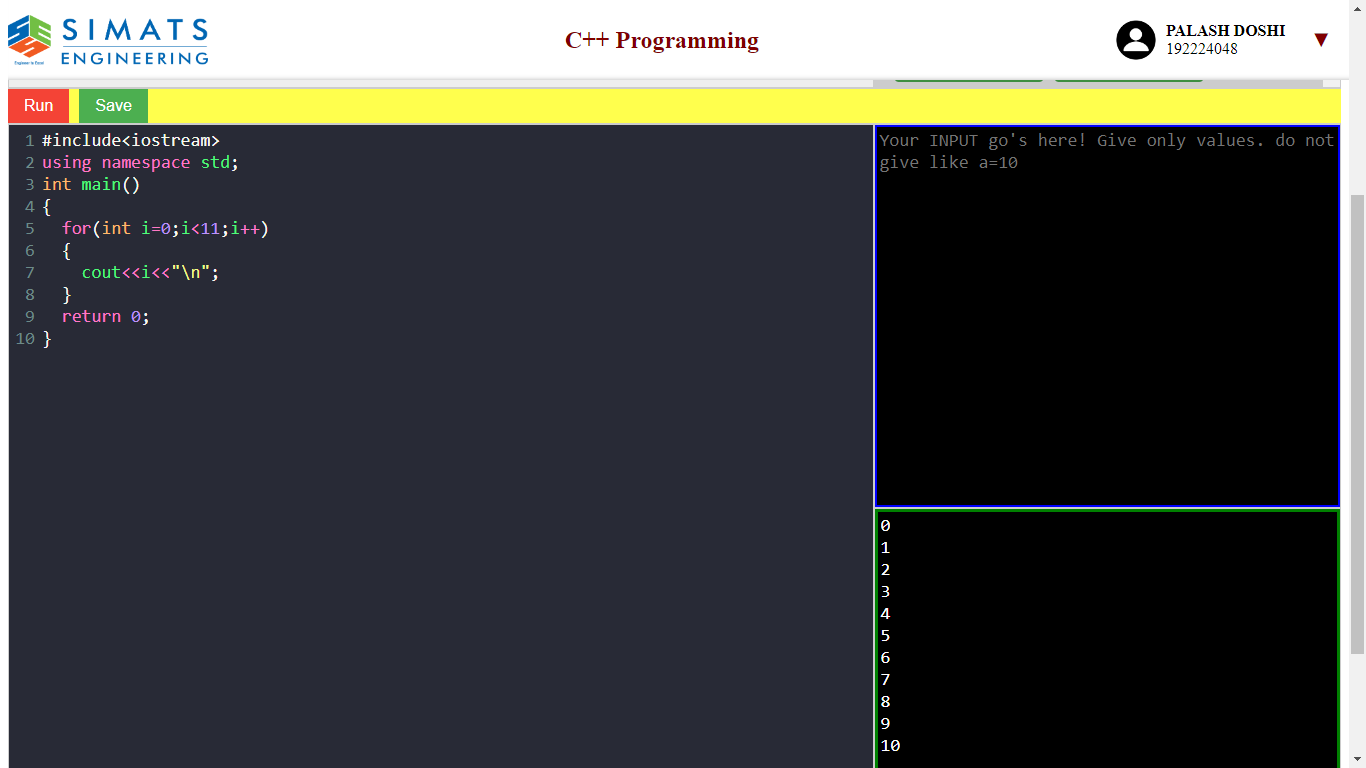 SIMATS
ENGINEERING
Engineer to Excel
C++ Programming
PALASH DOSHI
192224048
▼
Run
Save
1 #include<iostream>
2 using namespace std;
3 int main()
4 {
5   for(int i=0;i<11;i++)
6   {
7     cout<<i<<"\n";
8   }
9   return 0;
10 }
Your INPUT go's here! Give only values. do not
give like a=10
0
1
2
3
4
5
6
7
8
9
10